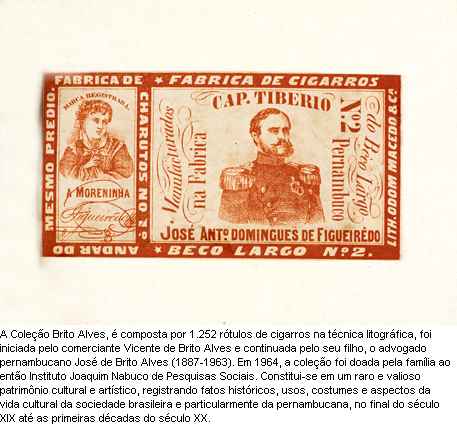 FABRICA DE
CHARUTOS NO 1º
ANDAR DO
MESMO PREDIO.
MARCA REGISTRADA.
A MORENINHA
Figueirêdo
* FABRICA DE CIGARROS *
CAP. TIBERIO
Manufacturados
na Fabrica
Nº2
Pernambuco
do Beco Largo
JOSÉ ANTº DOMINGUES DE FIGUEIRÊDO
BECO LARGO Nº2.
LITH. ODOM MACEDO & Cª.
A Coleção Brito Alves, é composta por 1.252 rótulos de cigarros na técnica litográfica, foi
iniciada pelo comerciante Vicente de Brito Alves e continuada pelo seu filho, o advogado
pernambucano José de Brito Alves (1887-1963). Em 1964, a coleção foi doada pela família ao
então Instituto Joaquim Nabuco de Pesquisas Sociais. Constitui-se em um raro e valioso
patrimônio cultural e artístico, registrando fatos históricos, usos, costumes e aspectos da
vida cultural da sociedade brasileira e particularmente da pernambucana, no final do século
XIX até as primeiras décadas do século XX.